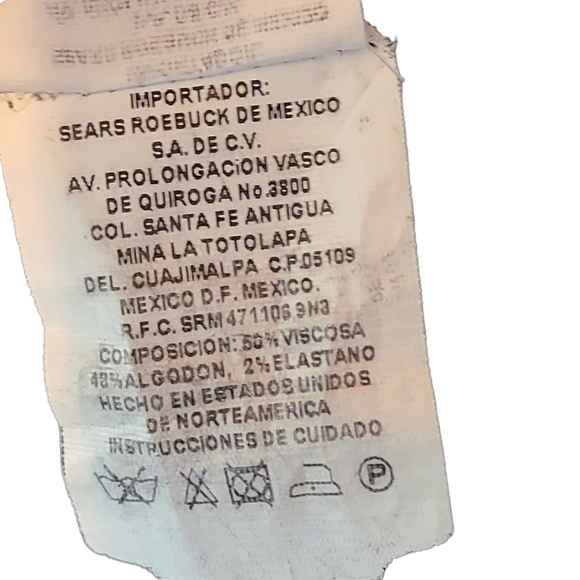 IMPORTADOR:
SEARS ROEBUCK DE MEXICO
S.A. DE C.V.
AV. PROLONGACION VASCO
DE QUIROGA No.3800
COL. SANTA FE ANTIGUA
MINA LA TOTOLAPA
DEL. CUAJIMALPA C.P.05109
MEXICO D.F. MEXICO.
R.F.C. SRM471106 9N3
COMPOSICION: 50% VISCOSA
48% ALGODON, 2% ELASTANO
HECHO EN ESTADOS UNIDOS
DE NORTEAMERICA
INSTRUCCIONES DE CUIDADO
P